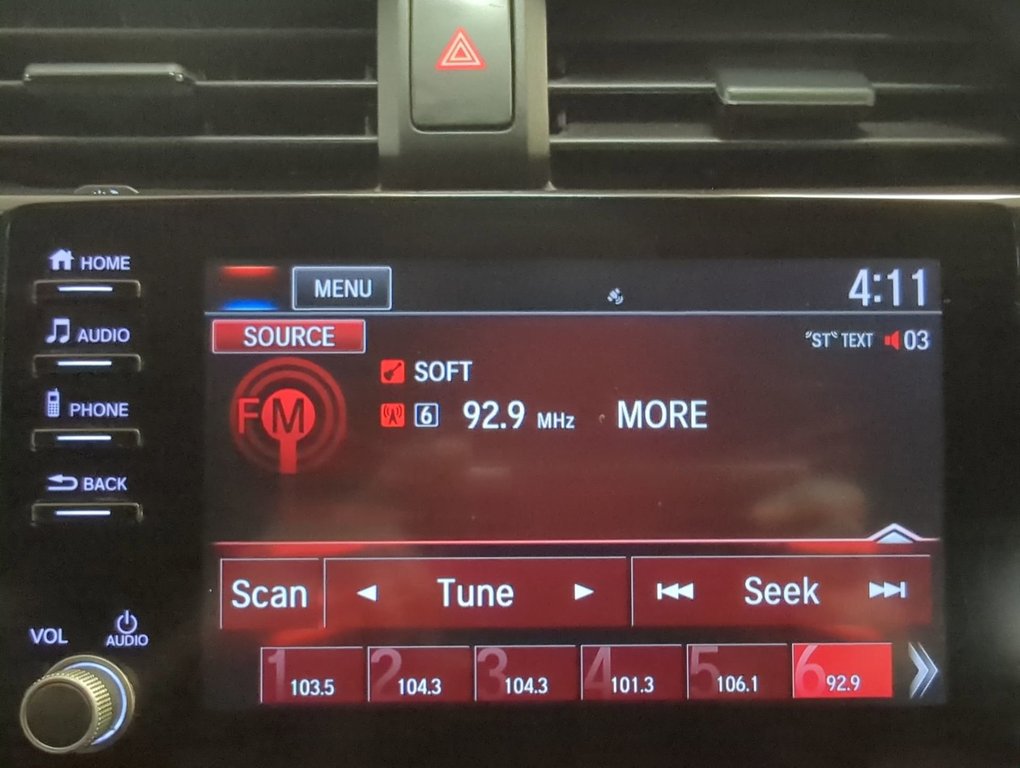 HOME
AUDIO
PHONE
BACK
VOL
AUDIO
MENU
4:11
SOURCE
"ST" TEXT 03
FM
SOFT
6 92.9 MHz MORE
Scan Tune Seek
1 103.5
2 104.3
3 104.3
4 101.3
5 106.1
6 92.9